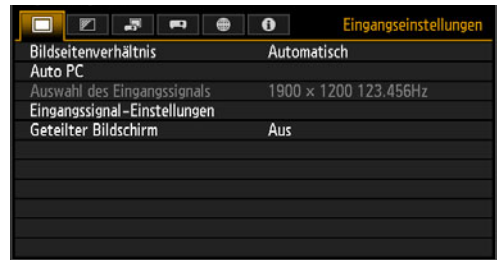 Eingangseinstellungen
Bildseitenverhältnis Automatisch
Auto PC
Auswahl des Eingangssignals 1900 × 1200 123.456Hz
Eingangssignal-Einstellungen
Geteilter Bildschirm Aus